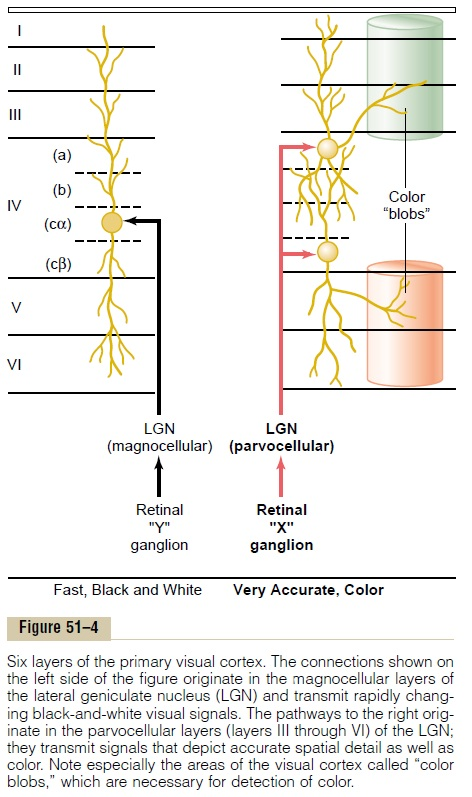 I
II
III
(a)
(b)
IV
(cα)
(cβ)
V
VI
Color
"blobs"
LGN
(magnocellular)
LGN
(parvocellular)
Retinal
"Y"
ganglion
Retinal
"X"
ganglion
Fast, Black and White
Very Accurate, Color
Figure 51–4
Six layers of the primary visual cortex. The connections shown on
the left side of the figure originate in the magnocellular layers of
the lateral geniculate nucleus (LGN) and transmit rapidly chang-
ing black-and-white visual signals. The pathways to the right orig-
inate in the parvocellular layers (layers III through VI) of the LGN;
they transmit signals that depict accurate spatial detail as well as
color. Note especially the areas of the visual cortex called “color
blobs,” which are necessary for detection of color.